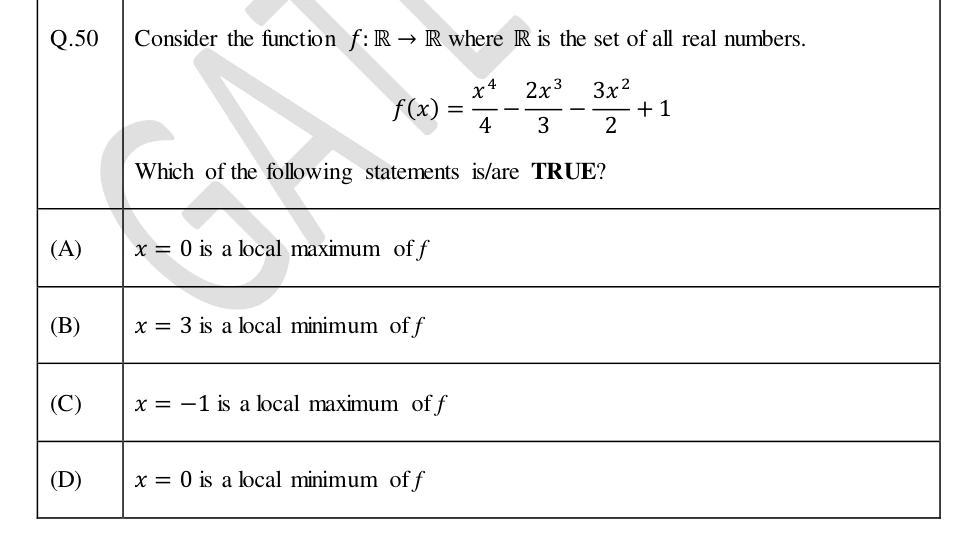 Q.50 Consider the function f: ℝ → ℝ where ℝ is the set of all real numbers.
f(x) = x⁴/4 − 2x³/3 − 3x²/2 + 1
Which of the following statements is/are TRUE?
(A) x = 0 is a local maximum of f
(B) x = 3 is a local minimum of f
(C) x = −1 is a local maximum of f
(D) x = 0 is a local minimum of f